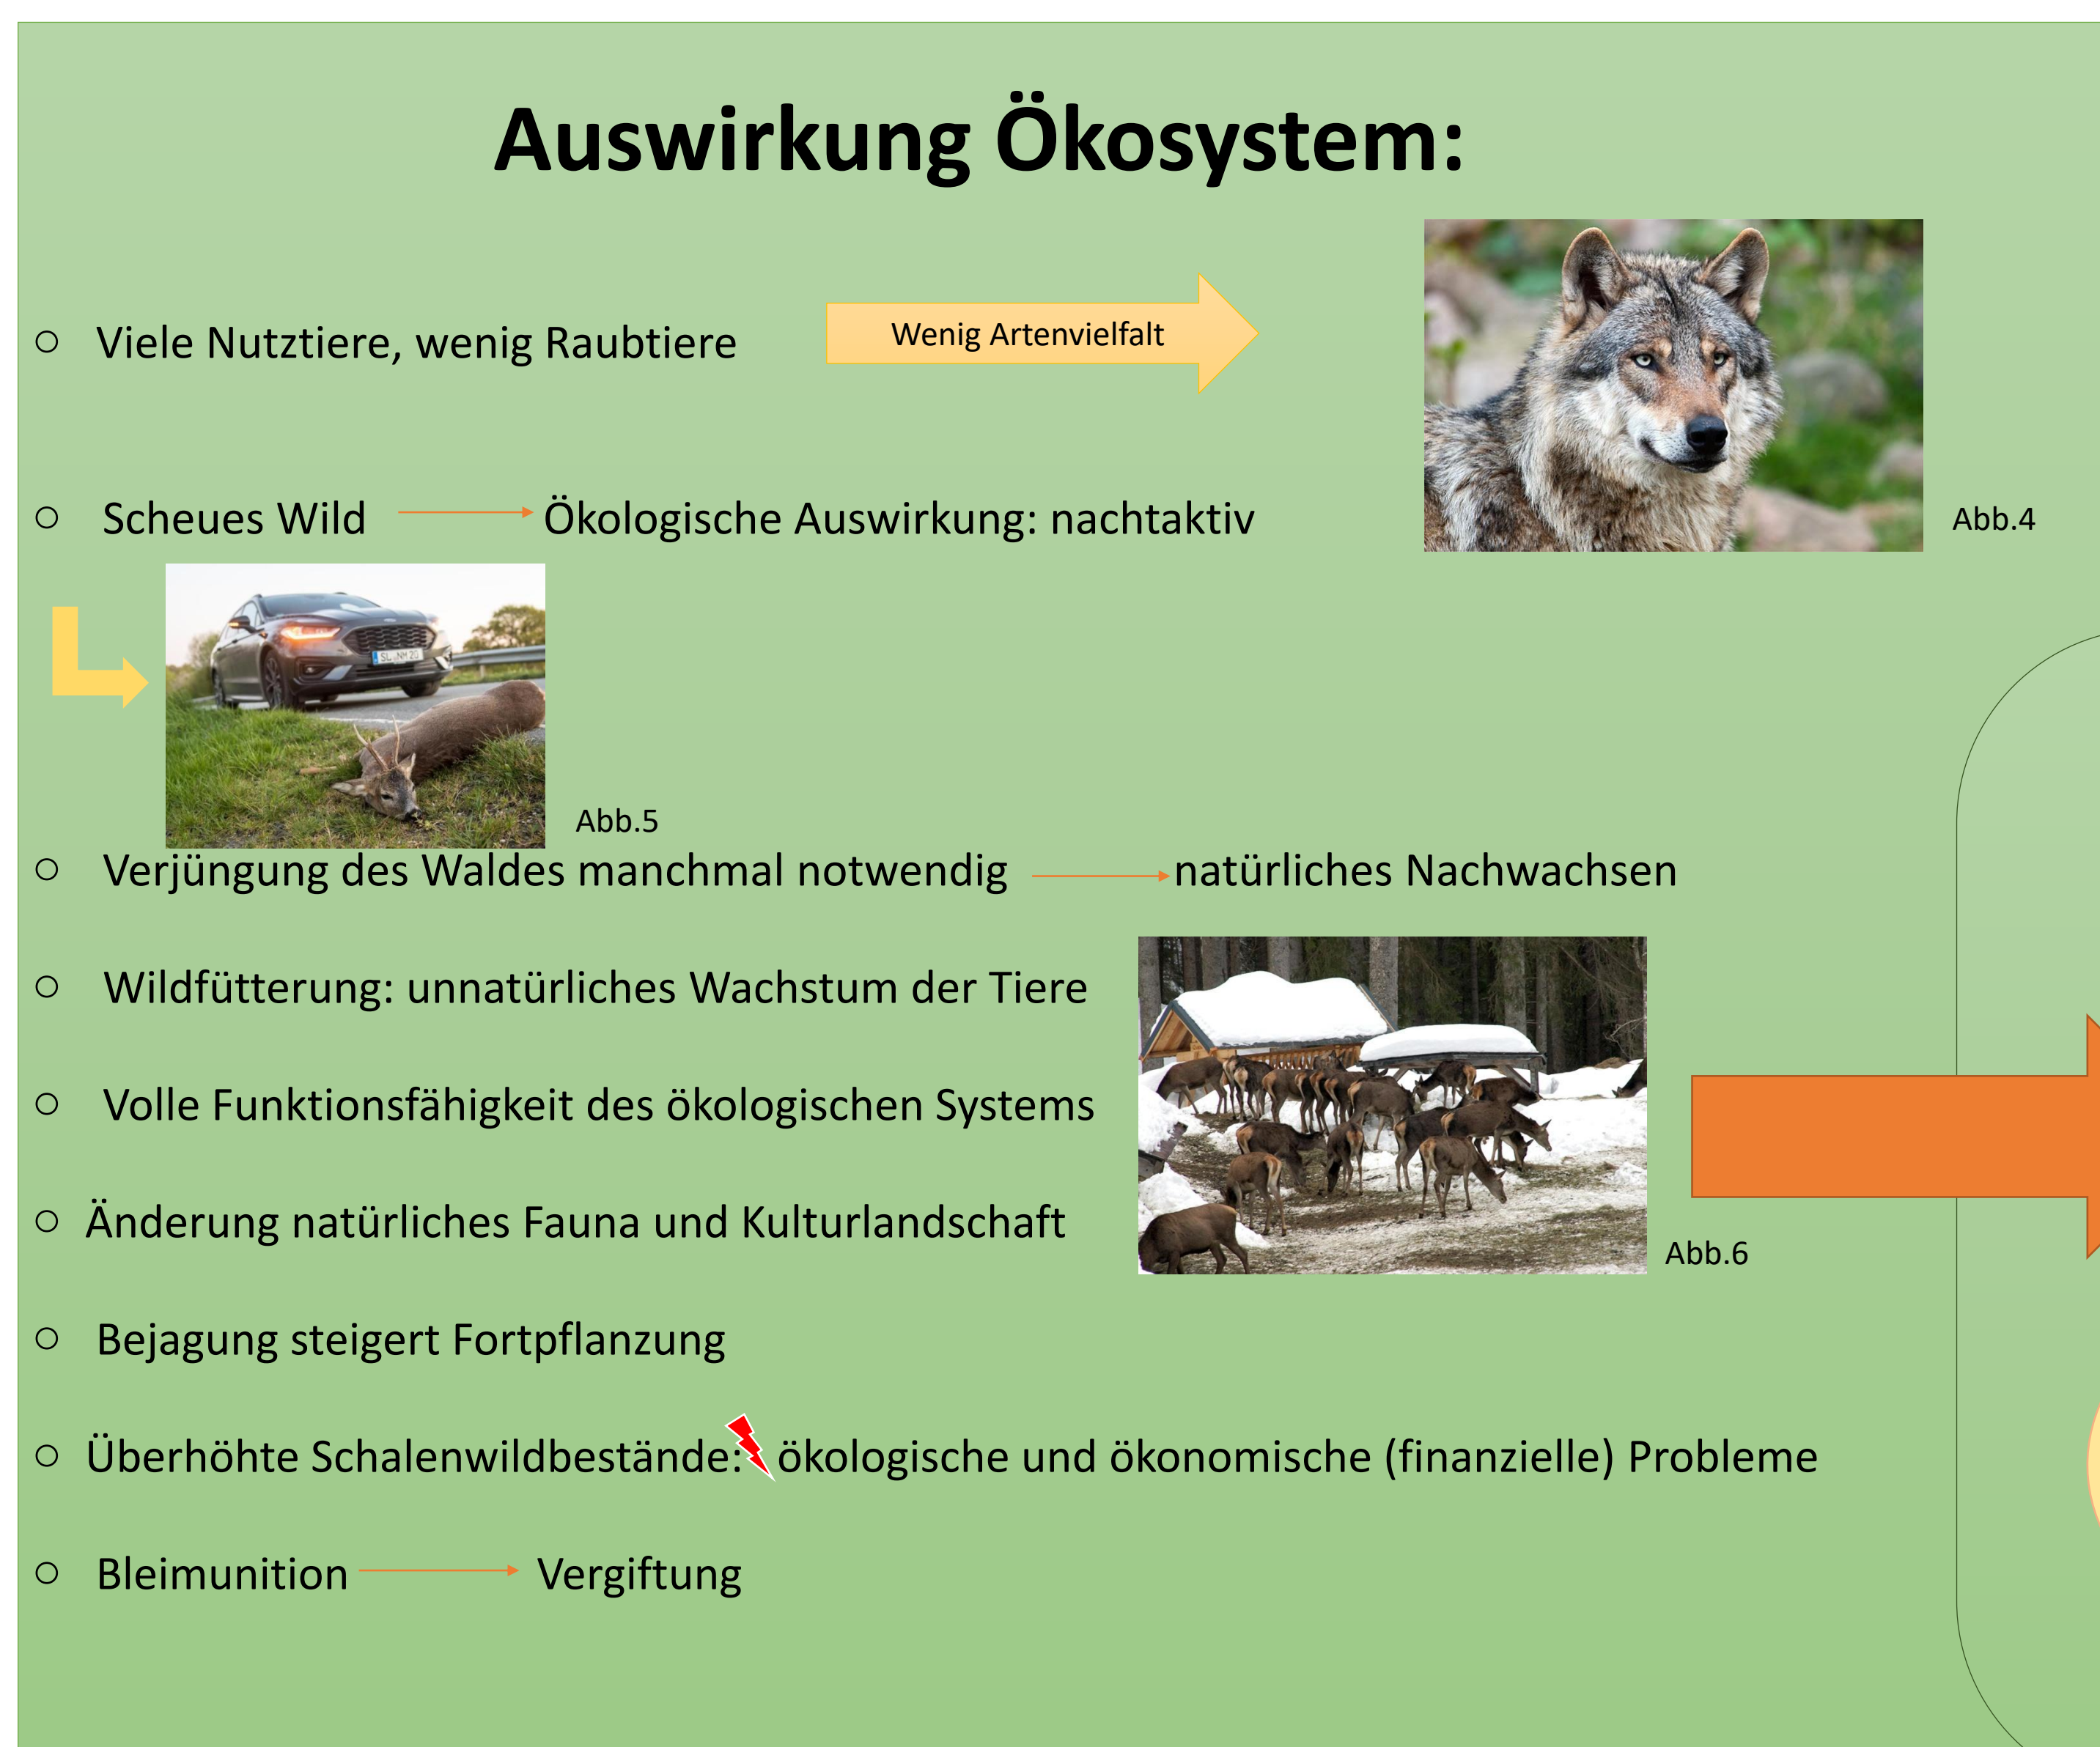 Auswirkung Ökosystem:
Viele Nutztiere, wenig Raubtiere
Wenig Artenvielfalt
Scheues Wild
Ökologische Auswirkung: nachtaktiv
Abb.4
Abb.5
Verjüngung des Waldes manchmal notwendig
natürliches Nachwachsen
Wildfütterung: unnatürliches Wachstum der Tiere
Volle Funktionsfähigkeit des ökologischen Systems
Änderung natürliches Fauna und Kulturlandschaft
Abb.6
Bejagung steigert Fortpflanzung
Überhöhte Schalenwildbestände: ökologische und ökonomische (finanzielle) Probleme
Bleimunition
Vergiftung